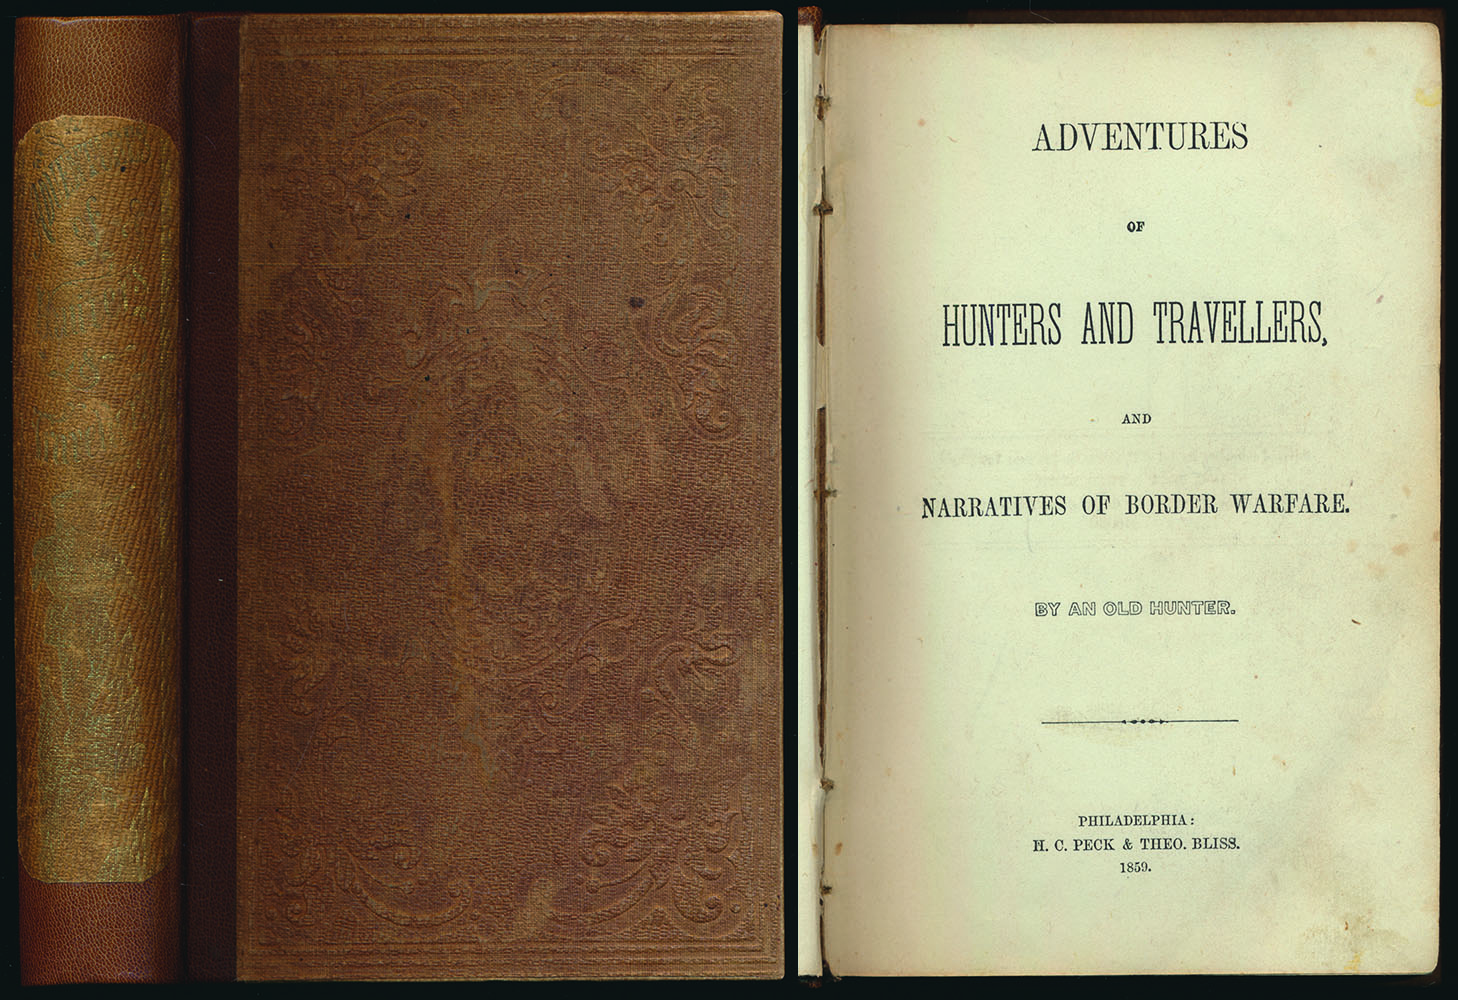 ADVENTURES
OF
HUNTERS AND TRAVELLERS,
AND
NARRATIVES OF BORDER WARFARE.
BY AN OLD HUNTER.
PHILADELPHIA:
H. C. PECK & THEO. BLISS.
1859.